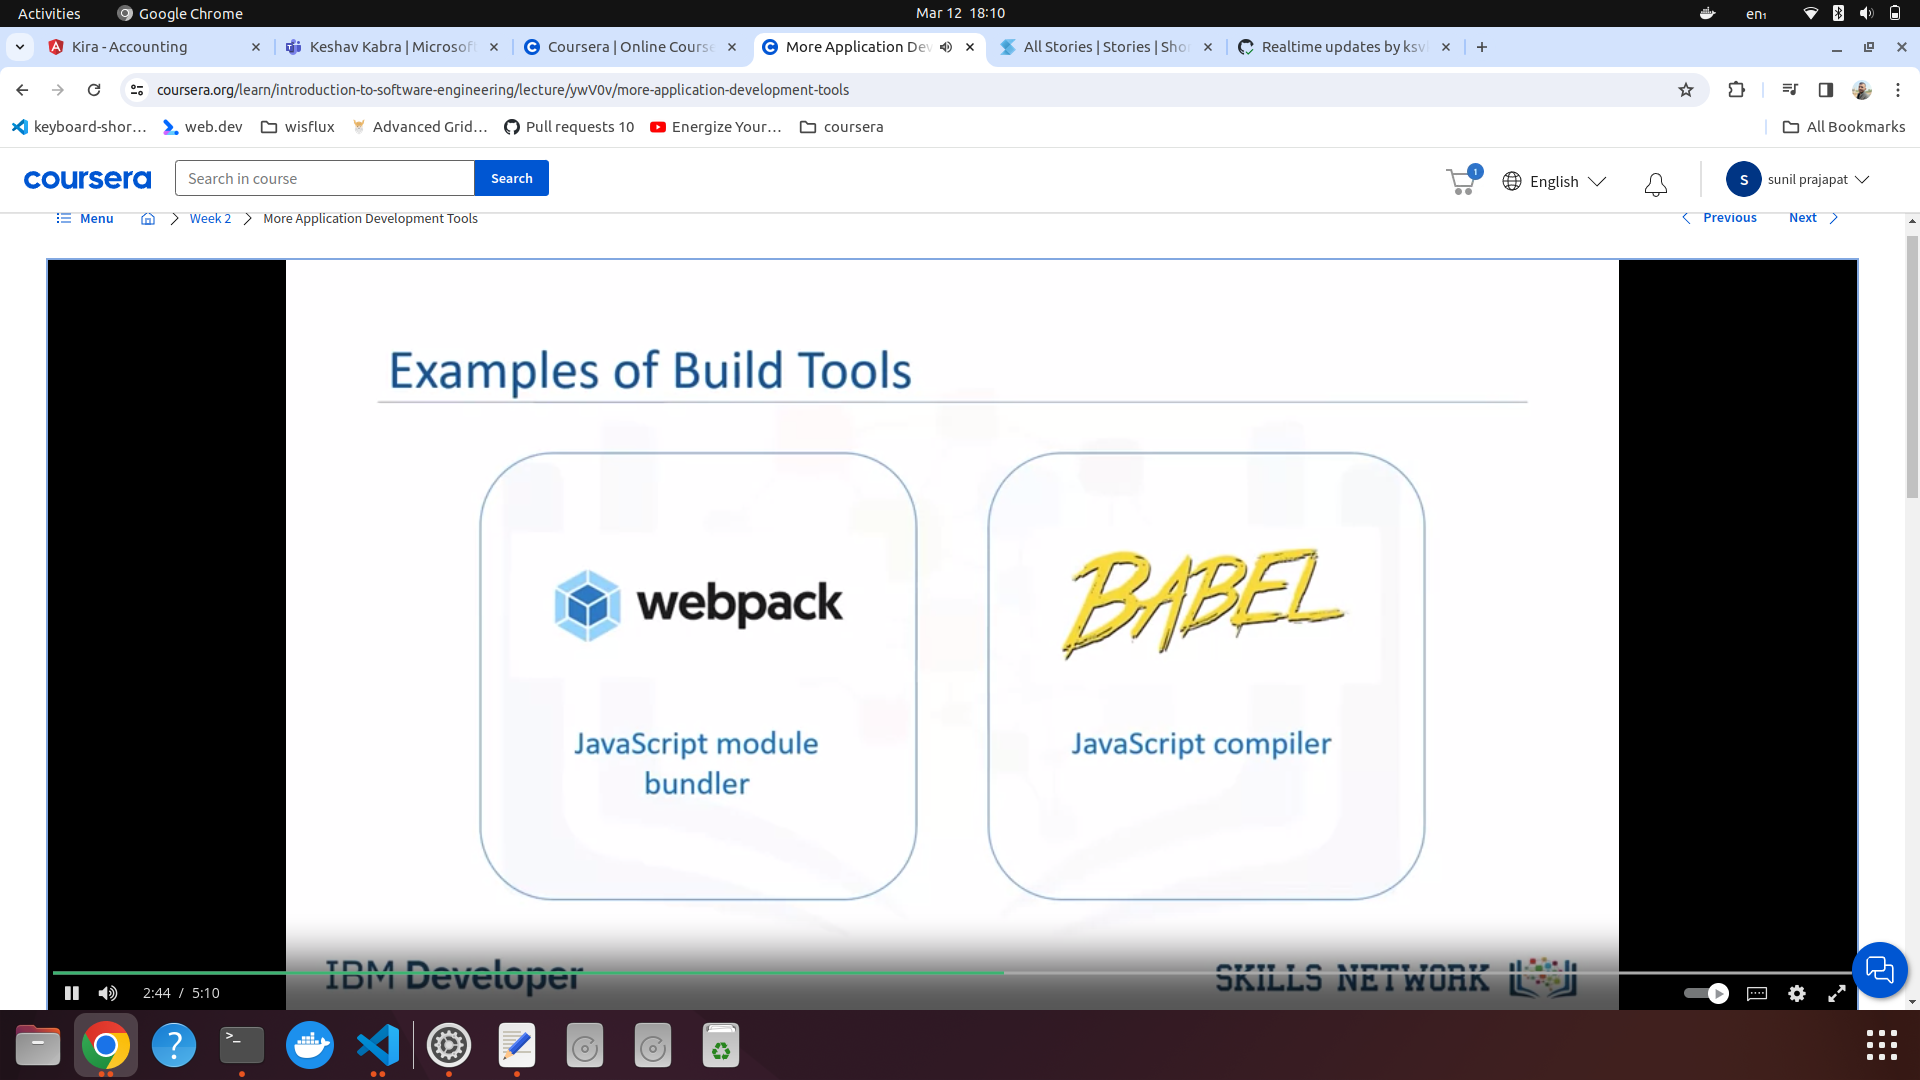 Activities
Google Chrome
Mar 12 18:10
en₁
Kira - Accounting
Keshav Kabra | Microsof
Coursera | Online Course
More Application Dev
All Stories | Stories | Shor
Realtime updates by ksv
coursera.org/learn/introduction-to-software-engineering/lecture/ywV0v/more-application-development-tools
keyboard-shor…
web.dev
wisflux
Advanced Grid…
Pull requests 10
Energize Your…
coursera
All Bookmarks
coursera
Search in course
Search
1
English
S
sunil prajapat
Menu
Week 2
More Application Development Tools
Previous
Next
Examples of Build Tools
webpack
JavaScript module
bundler
BABEL
JavaScript compiler
IBM Developer
SKILLS NETWORK
2:44 / 5:10